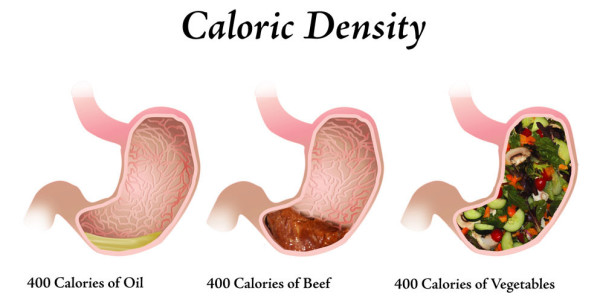 Caloric Density
400 Calories of Oil
400 Calories of Beef
400 Calories of Vegetables